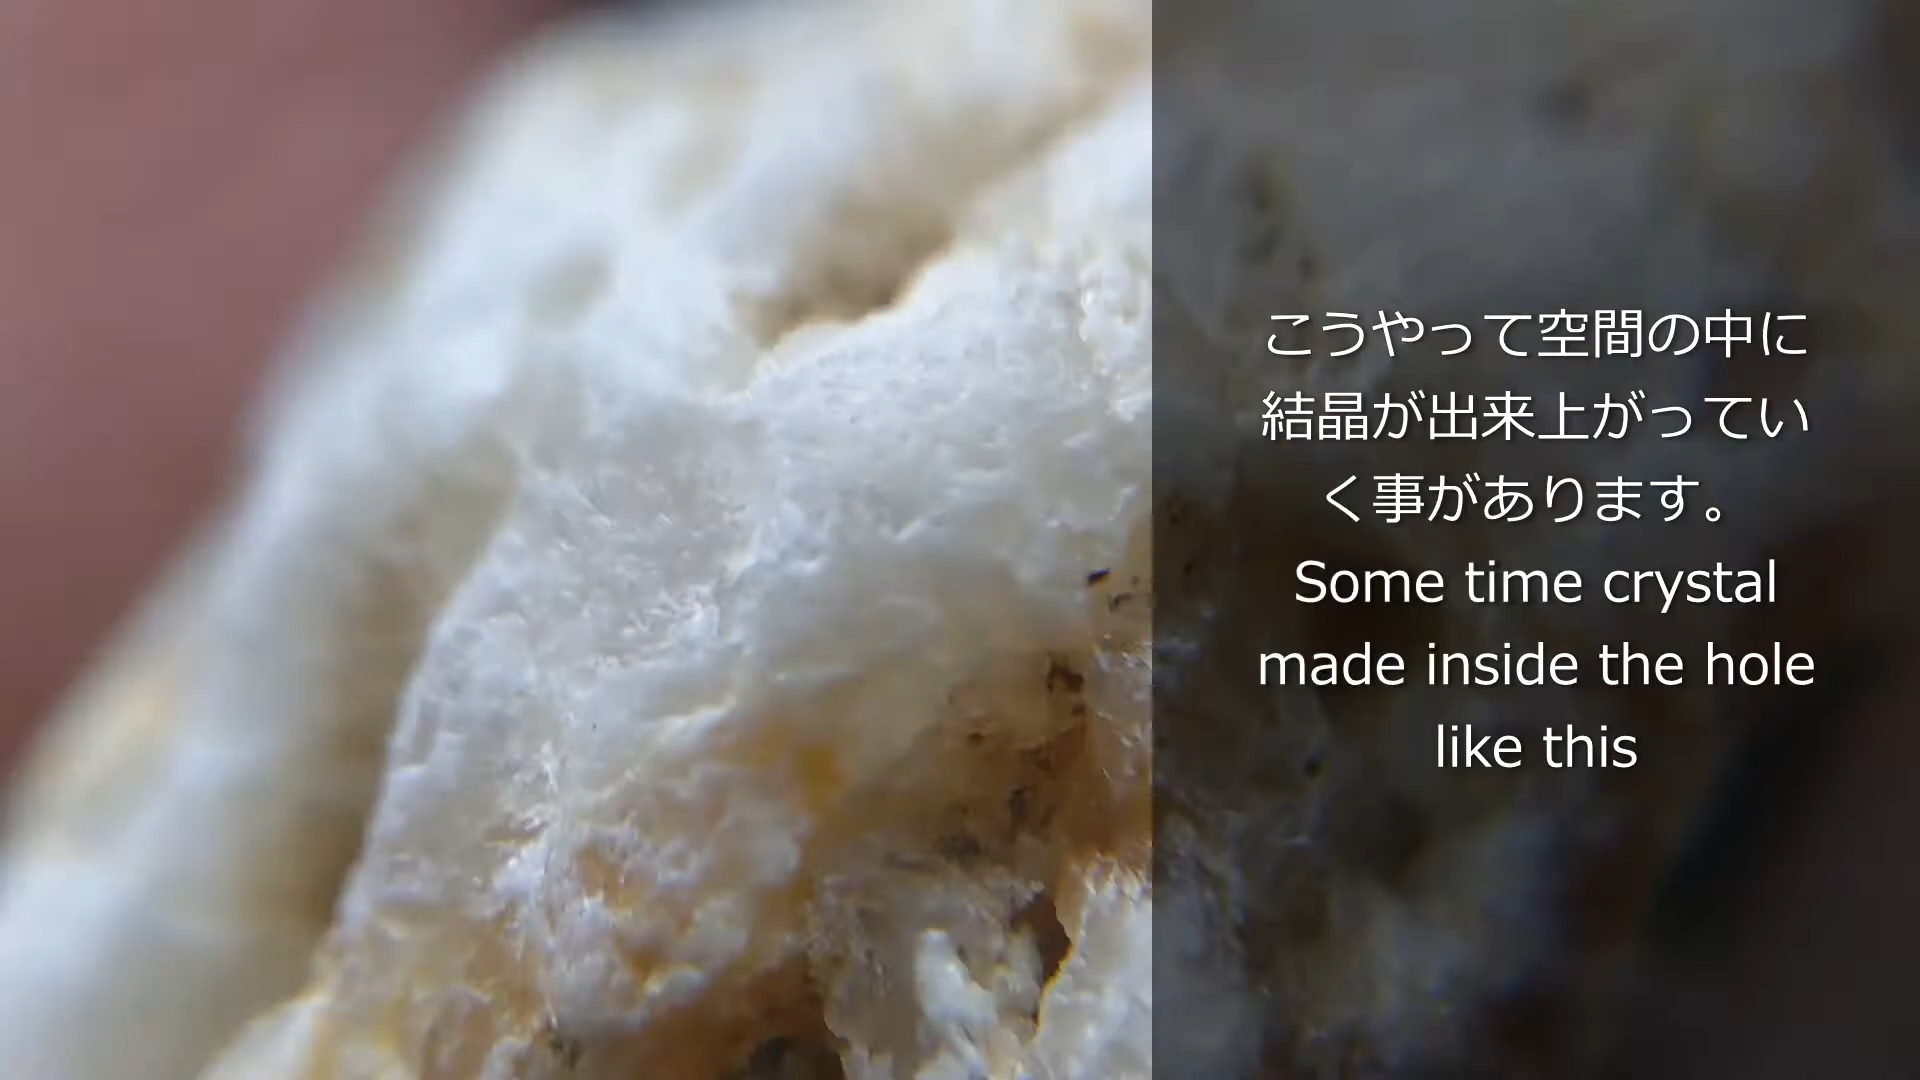 こうやって空間の中に
結晶が出来上がってい
く事があります。
Some time crystal
made inside the hole
like this